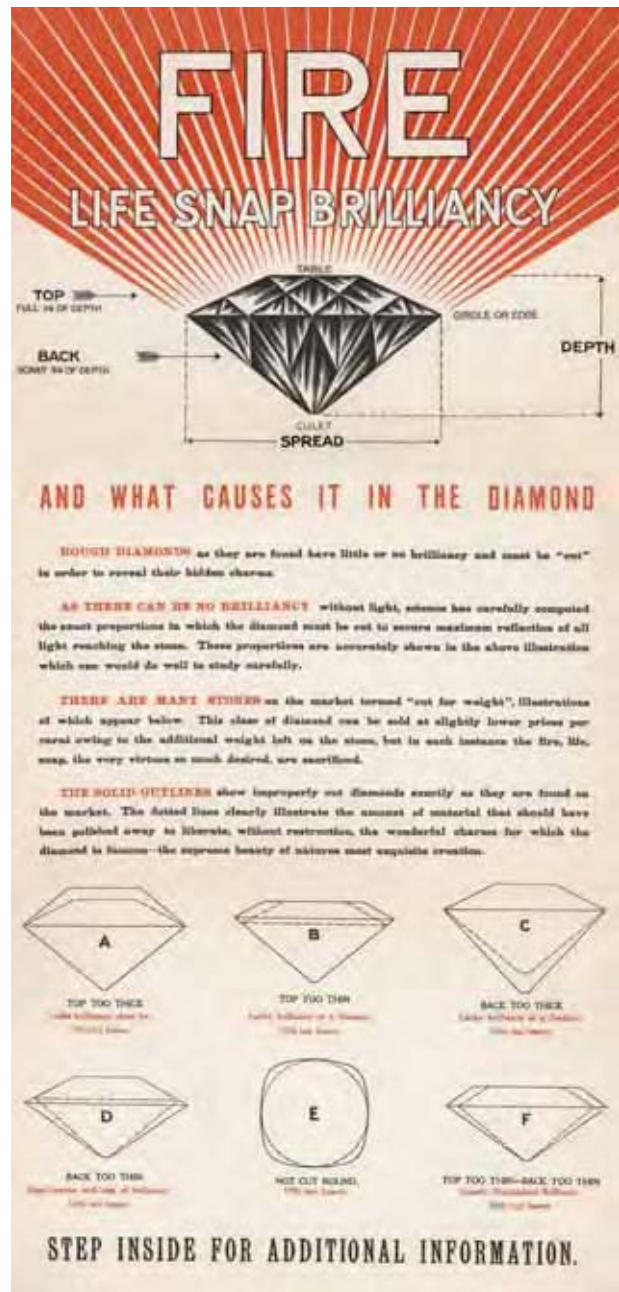 FIRE
LIFE SNAP BRILLIANCY
TABLE
TOP
FULL OF DEPTH
GIRDLE OR EDGE
DEPTH
BACK
OF DEPTH
CULET
SPREAD
AND WHAT CAUSES IT IN THE DIAMOND
ROUGH DIAMONDS as they are found have little or no brilliancy and must be "cut"
in order to reveal their hidden charms.
AS THERE CAN BE NO BRILLIANCY without light, science has carefully computed
the exact proportions in which the diamond must be cut to secure maximum reflection of all
light reaching the stone. These proportions are accurately shown in the above illustration
which one would do well to study carefully.
THERE ARE MANY STONES on the market termed "cut for weight", illustrations
of which appear below. This class of diamond can be sold at slightly lower prices per
carat owing to the additional weight left on the stone, but in each instance the fire, life,
snap, the very virtues so much desired, are sacrificed.
THE SOLID OUTLINES show improperly cut diamonds exactly as they are found on
the market. The dotted lines clearly illustrate the amount of material that should have
been polished away to liberate, without restriction, the wonderful charms for which the
diamond is famous—the supreme beauty of natures most exquisite creation.
A
TOP TOO THICK
B
TOP TOO THIN
C
BACK TOO THICK
D
BACK TOO THIN
E
NOT CUT ROUND
F
TOP TOO THIN—BACK TOO THIN
STEP INSIDE FOR ADDITIONAL INFORMATION.